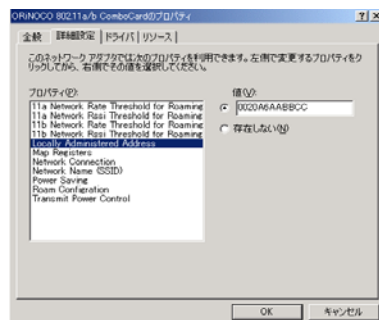 ORiNOCO 802.11a/b ComboCardのプロパティ
全般
詳細設定
ドライバ
リソース
このネットワーク アダプタでは次のプロパティを利用できます。左側で変更するプロパティをク
リックしてから、右側でその値を選択してください。
プロパティ(P):
値(V):
11a Network Rate Threshold for Roaming
11a Network Rssi Threshold for Roaming
11b Network Rate Threshold for Roaming
11b Network Rssi Threshold for Roaming
Locally Administered Address
Map Registers
Network Connection
Network Name (SSID)
Power Saving
Roam Configration
Transmit Power Control
0020A6AABBCC
存在しない(N)
OK
キャンセル